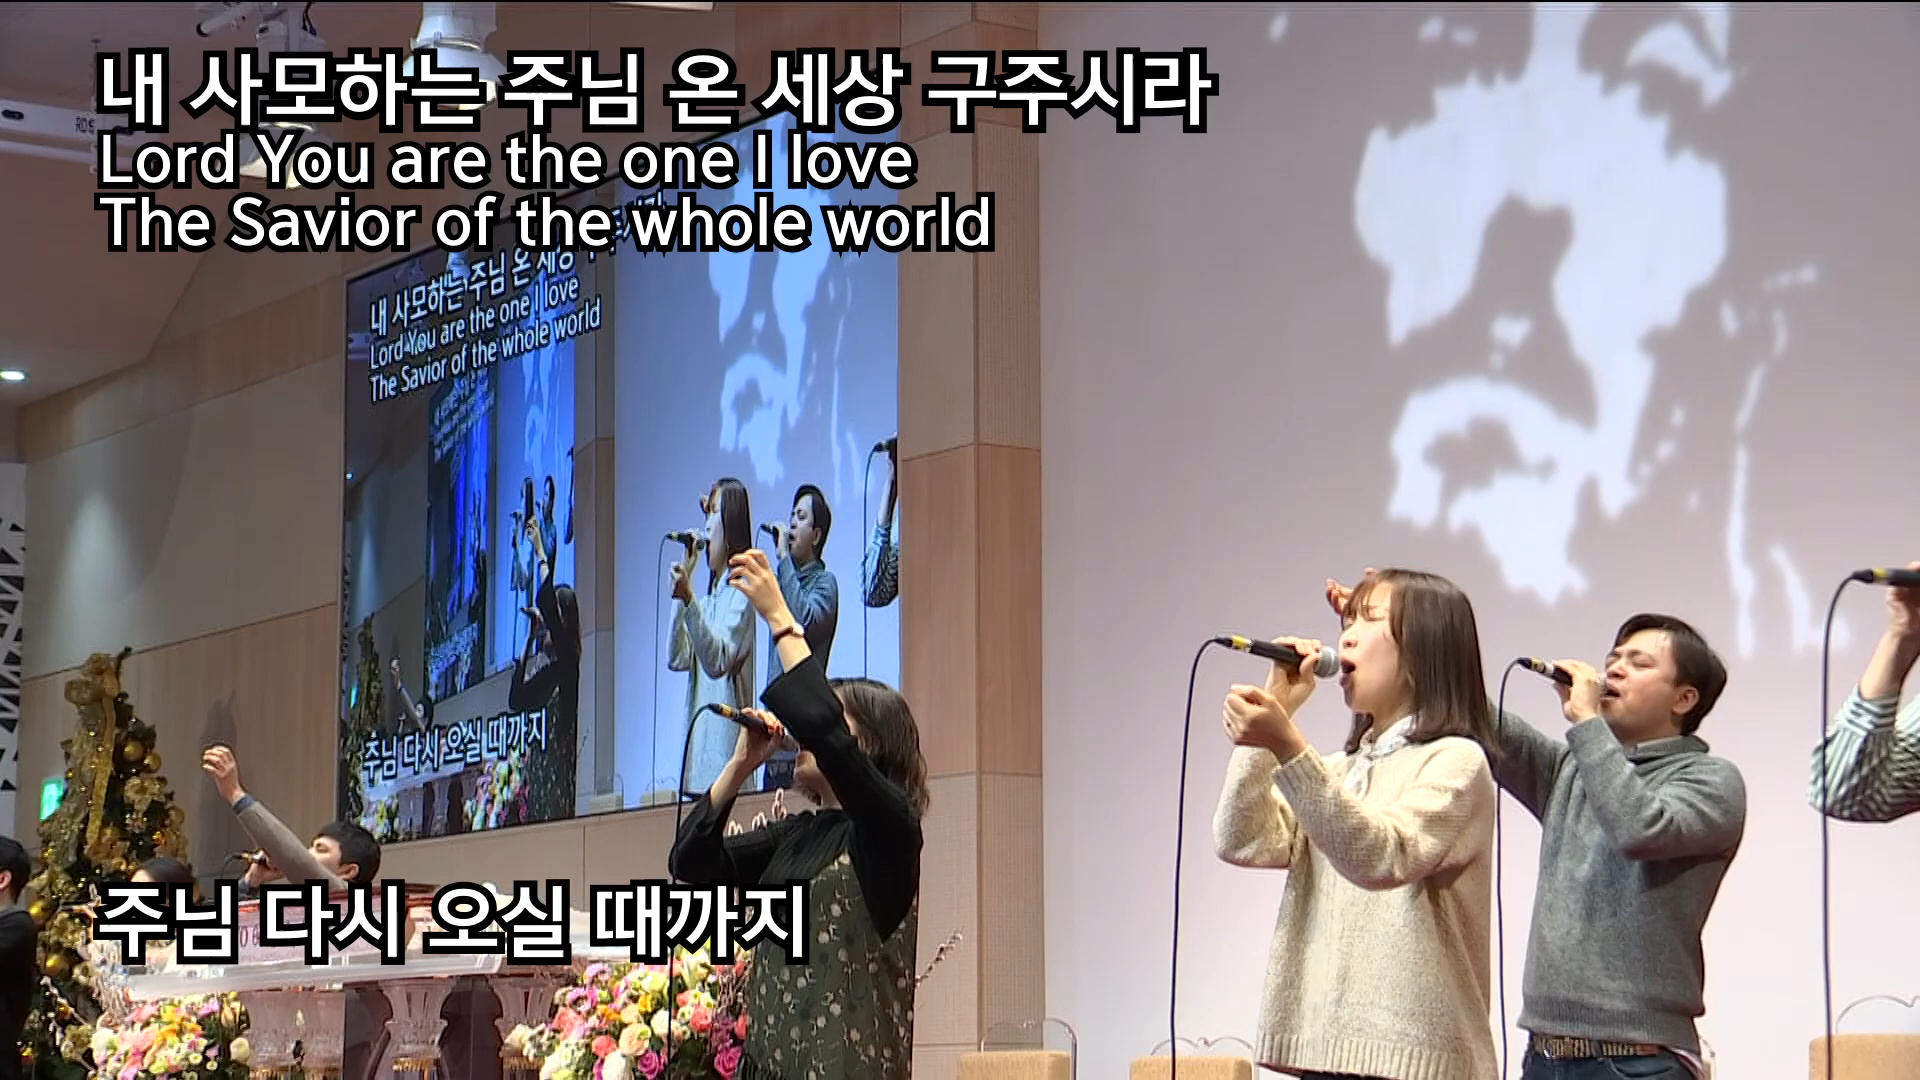 내 사모하는 주님 온 세상 구주시라
Lord You are the one I love
The Savior of the whole world
내 사모하는 주님 온 세상
Lord You are the one I love
The Savior of the whole world
주님 다시 오실 때까지
주님 다시 오실 때까지